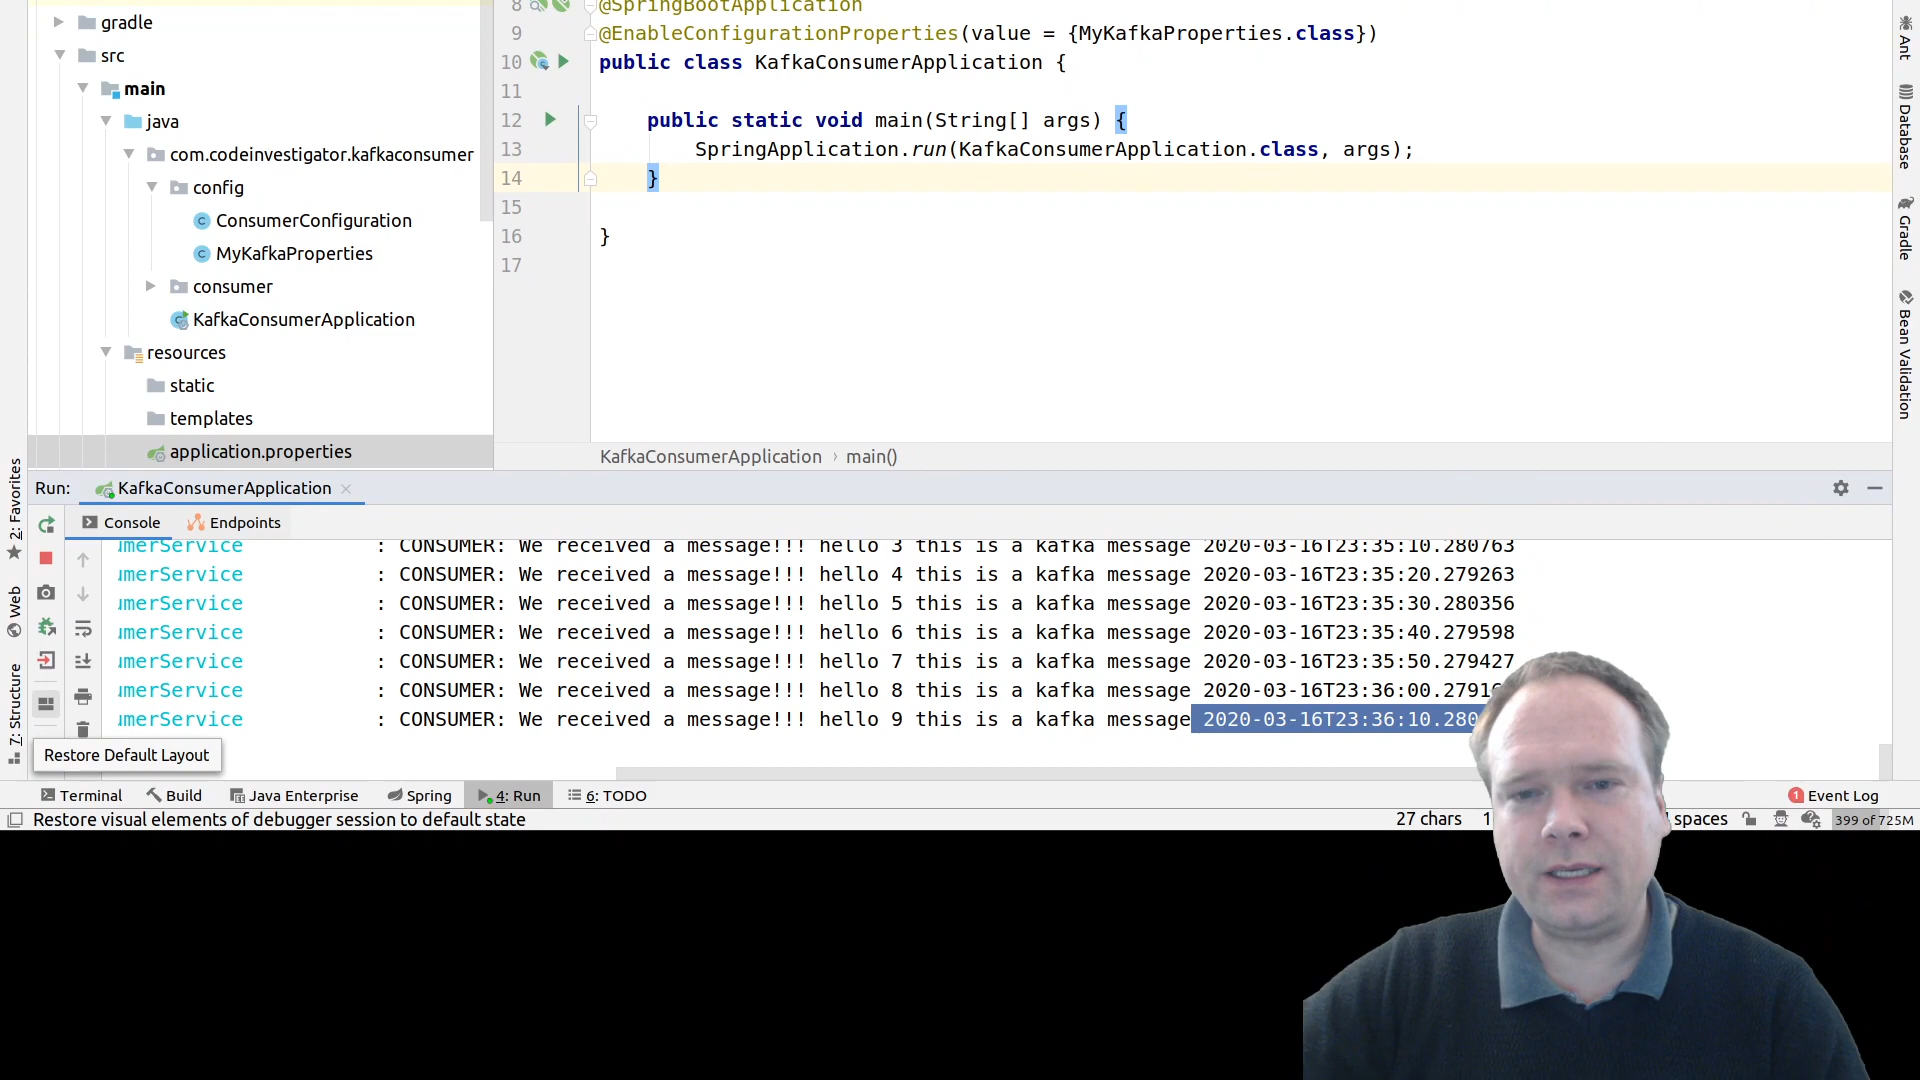 gradle
src
main
java
com.codeinvestigator.kafkaconsumer
config
ConsumerConfiguration
MyKafkaProperties
consumer
KafkaConsumerApplication
resources
static
templates
application.properties
8 @SpringBootApplication
9 @EnableConfigurationProperties(value = {MyKafkaProperties.class})
10 public class KafkaConsumerApplication {
11
12 public static void main(String[] args) {
13 SpringApplication.run(KafkaConsumerApplication.class, args);
14 }
15
16 }
17
KafkaConsumerApplication › main()
Ant
Database
Gradle
Bean Validation
2: Favorites
Web
7: Structure
Run: KafkaConsumerApplication
Console Endpoints
umerService : CONSUMER: We received a message!!! hello 3 this is a kafka message 2020-03-16T23:35:10.280763
umerService : CONSUMER: We received a message!!! hello 4 this is a kafka message 2020-03-16T23:35:20.279263
umerService : CONSUMER: We received a message!!! hello 5 this is a kafka message 2020-03-16T23:35:30.280356
umerService : CONSUMER: We received a message!!! hello 6 this is a kafka message 2020-03-16T23:35:40.279598
umerService : CONSUMER: We received a message!!! hello 7 this is a kafka message 2020-03-16T23:35:50.279427
umerService : CONSUMER: We received a message!!! hello 8 this is a kafka message 2020-03-16T23:36:00.2791
umerService : CONSUMER: We received a message!!! hello 9 this is a kafka message 2020-03-16T23:36:10.280
Restore Default Layout
Terminal Build Java Enterprise Spring 4: Run 6: TODO 1 Event Log
Restore visual elements of debugger session to default state 27 chars 1 spaces 399 of 725M